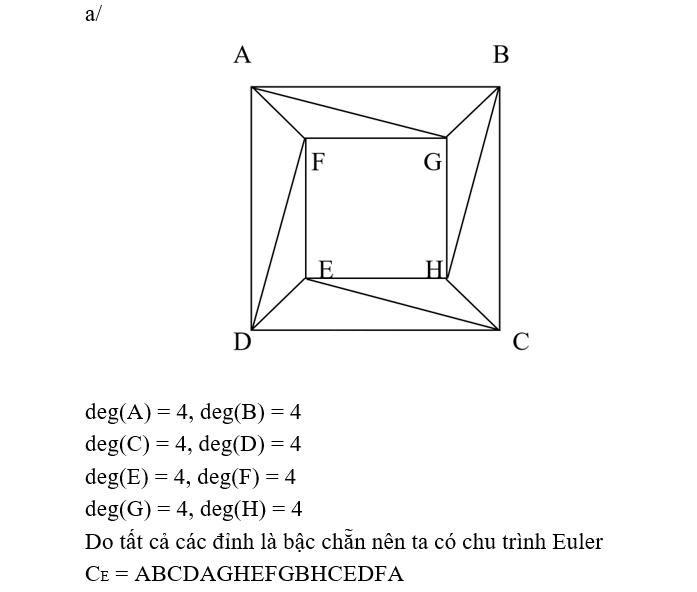 a/
A B
F G
E H
D C
deg(A) = 4, deg(B) = 4
deg(C) = 4, deg(D) = 4
deg(E) = 4, deg(F) = 4
deg(G) = 4, deg(H) = 4
Do tất cả các đỉnh là bậc chẵn nên ta có chu trình Euler
CE = ABCDAGHEFGBHCEDFA